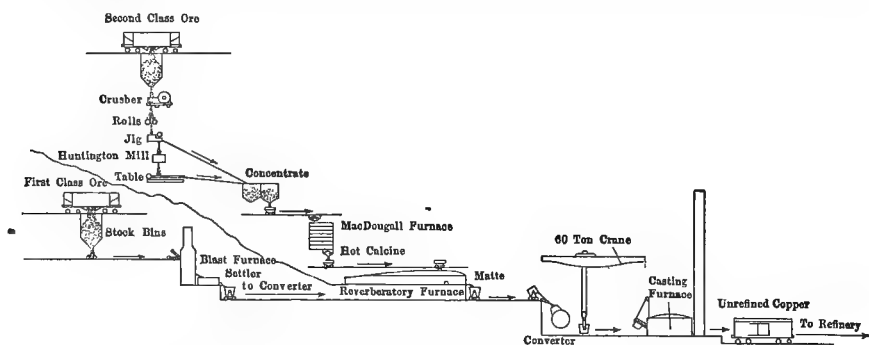 Second Class Ore
Crusher
Rolls
Jig
Huntington Mill
Table
Concentrate
First Class Ore
Stock Bins
MacDougall Furnace
Hot Calcine
Blast Furnace
Settler
to Converter
Matte
Reverberatory Furnace
60 Ton Crane
Casting
Furnace
Convertor
Unrefined Copper
To Refinery